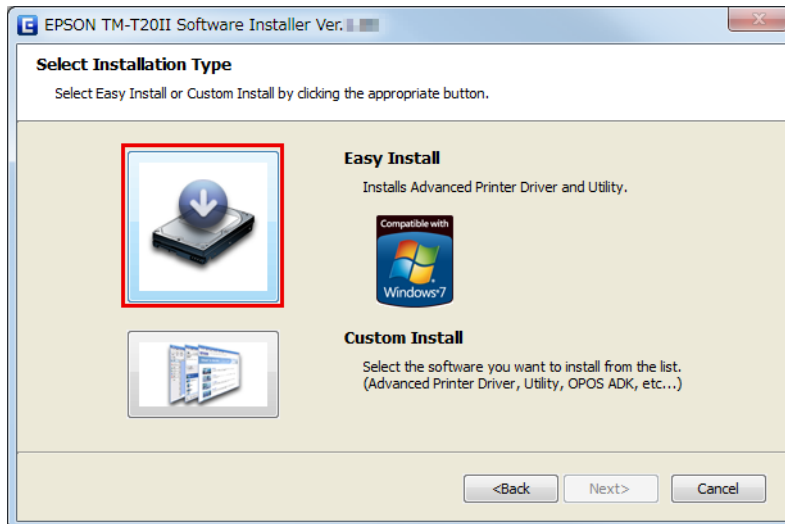 EPSON TM-T20II Software Installer Ver.
Select Installation Type
Select Easy Install or Custom Install by clicking the appropriate button.
Easy Install
Installs Advanced Printer Driver and Utility.
Compatible with
Windows®7
Custom Install
Select the software you want to install from the list.
(Advanced Printer Driver, Utility, OPOS ADK, etc...)
<Back
Next>
Cancel